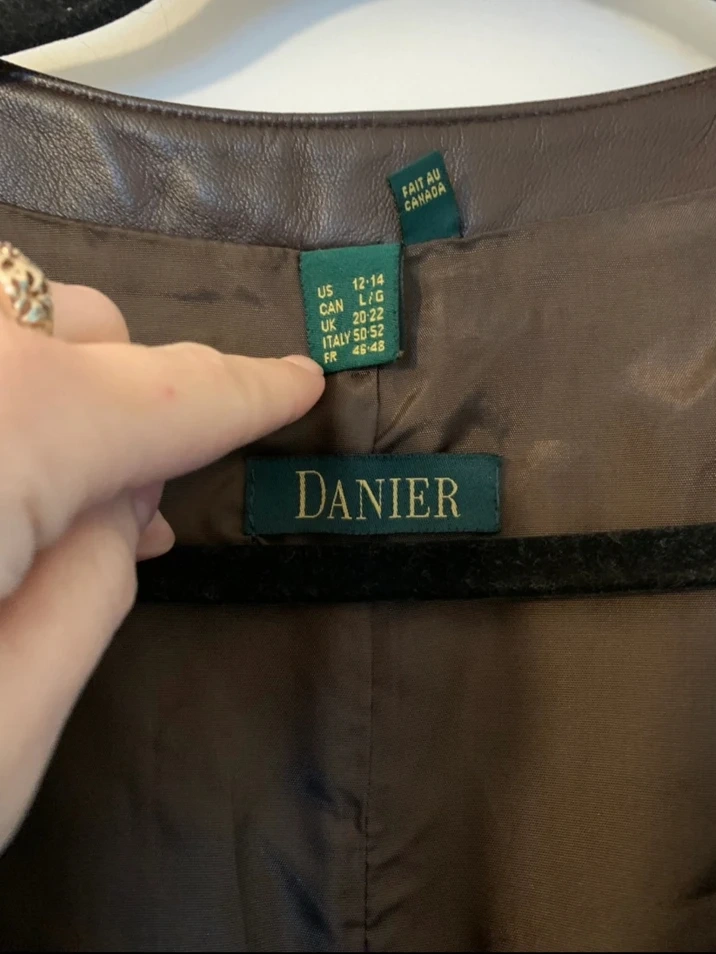 FAIT AU
CANADA
US 12·14
CAN L/G
UK 20·22
ITALY 50·52
FR 46·48
DANIER